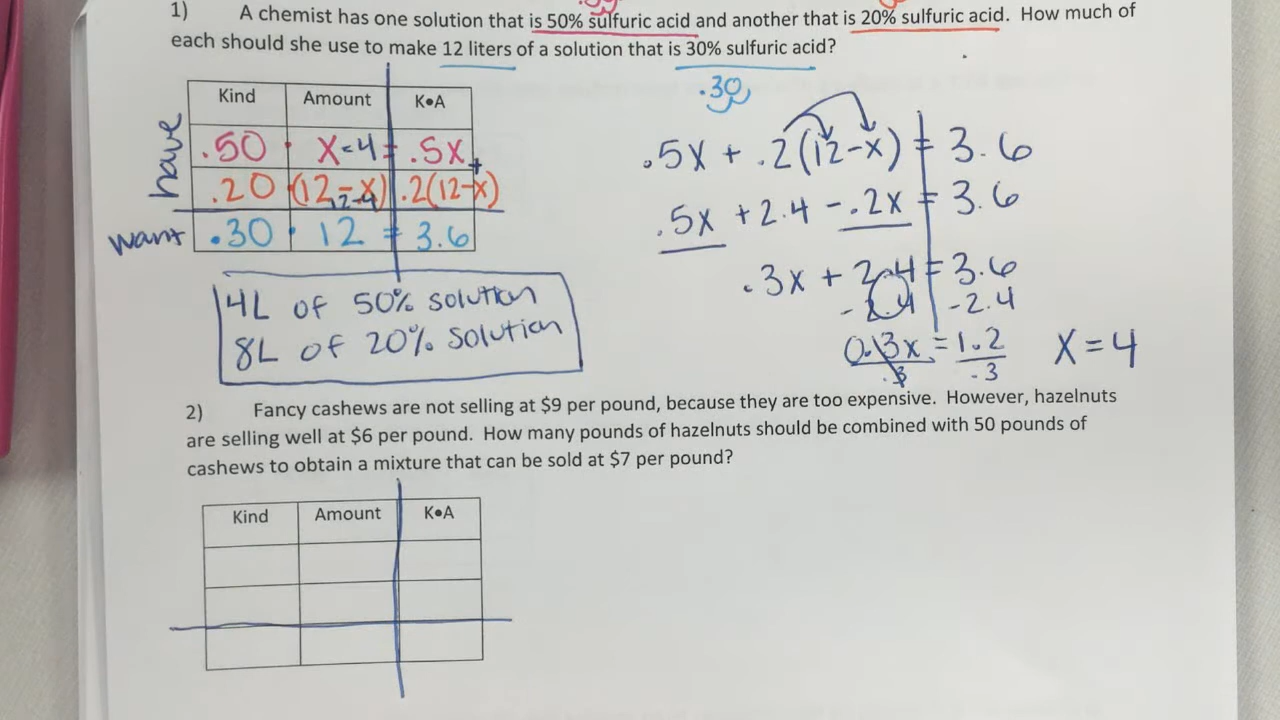 1) A chemist has one solution that is 50% sulfuric acid and another that is 20% sulfuric acid. How much of
each should she use to make 12 liters of a solution that is 30% sulfuric acid?
.30
Kind Amount K•A
have
.50 · x=4 = .5x +
.20 (12-x) .2(12-x)
12-4
want .30 · 12 = 3.6
4L of 50% solution
8L of 20% solution
.5x + .2(12-x) = 3.6
.5x + 2.4 - .2x = 3.6
.3x + 2.4 = 3.6
- 2.4 -2.4
0.3x = 1.2 x = 4
.3 .3
2) Fancy cashews are not selling at $9 per pound, because they are too expensive. However, hazelnuts
are selling well at $6 per pound. How many pounds of hazelnuts should be combined with 50 pounds of
cashews to obtain a mixture that can be sold at $7 per pound?
Kind Amount K•A